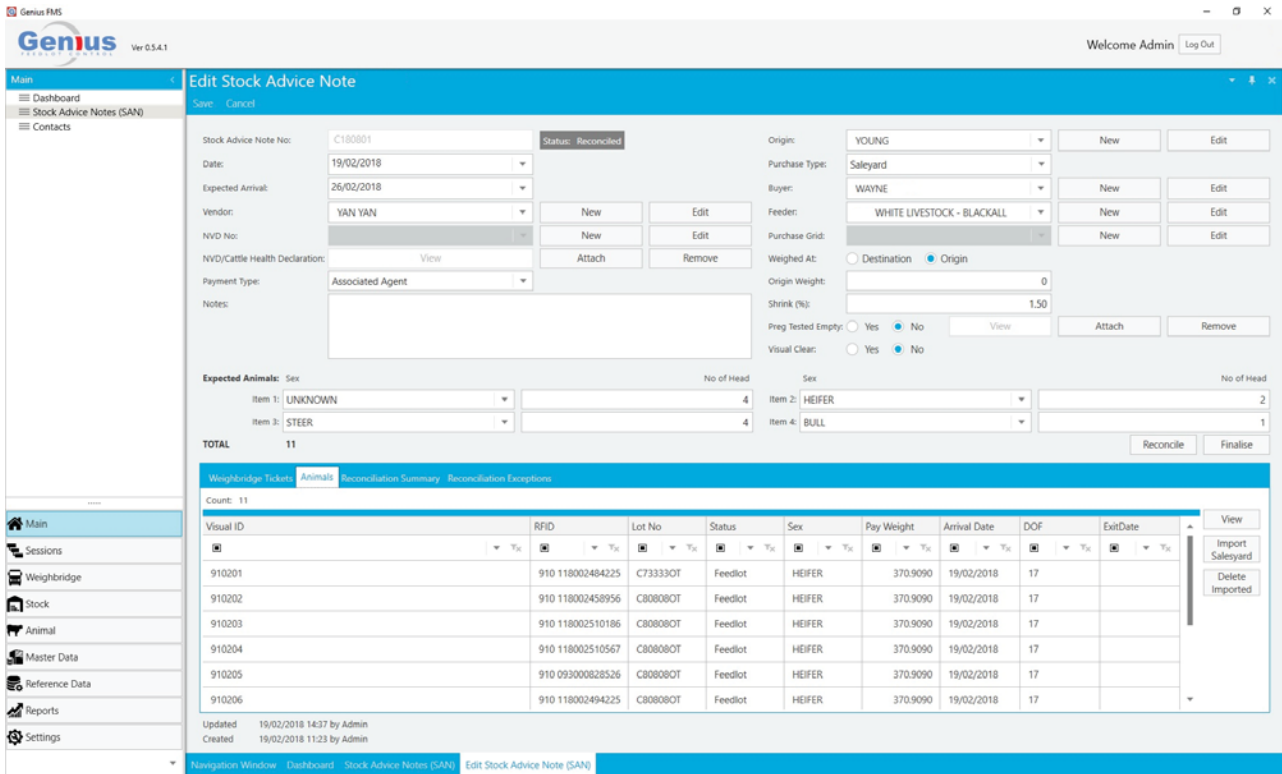 Genius FMS
Genius
FEEDLOT CONTROL
Ver 0.5.4.1
Welcome Admin Log Out
Main
Dashboard
Stock Advice Notes (SAN)
Contacts
Main
Sessions
Weighbridge
Stock
Animal
Master Data
Reference Data
Reports
Settings
Edit Stock Advice Note
Save Cancel
Stock Advice Note No: C180801 Status: Reconciled Origin: YOUNG New Edit
Date: 19/02/2018 Purchase Type: Saleyard
Expected Arrival: 26/02/2018 Buyer: WAYNE New Edit
Vendor: YAN YAN New Edit Feeder: WHITE LIVESTOCK - BLACKALL New Edit
NVD No: New Edit Purchase Grid: New Edit
NVD/Cattle Health Declaration: View Attach Remove Weighed At: Destination Origin
Payment Type: Associated Agent Origin Weight: 0
Notes: Shrink (%): 1.50
Preg Tested Empty: Yes No View Attach Remove
Visual Clear: Yes No
Expected Animals: Sex No of Head Sex No of Head
Item 1: UNKNOWN 4 Item 2: HEIFER 2
Item 3: STEER 4 Item 4: BULL 1
TOTAL 11 Reconcile Finalise
Weighbridge Tickets Animals Reconciliation Summary Reconciliation Exceptions
Count: 11
Visual ID RFID Lot No Status Sex Pay Weight Arrival Date DOF ExitDate View
Import Salesyard
Delete Imported
910201 910 118002484225 C73333OT Feedlot HEIFER 370.9090 19/02/2018 17
910202 910 118002458956 C80808OT Feedlot HEIFER 370.9090 19/02/2018 17
910203 910 118002510186 C80808OT Feedlot HEIFER 370.9090 19/02/2018 17
910204 910 118002510567 C80808OT Feedlot HEIFER 370.9090 19/02/2018 17
910205 910 093000828526 C80808OT Feedlot HEIFER 370.9090 19/02/2018 17
910206 910 118002494225 C80808OT Feedlot HEIFER 370.9090 19/02/2018 17
Updated 19/02/2018 14:37 by Admin
Created 19/02/2018 11:23 by Admin
Navigation Window Dashboard Stock Advice Notes (SAN) Edit Stock Advice Note (SAN)